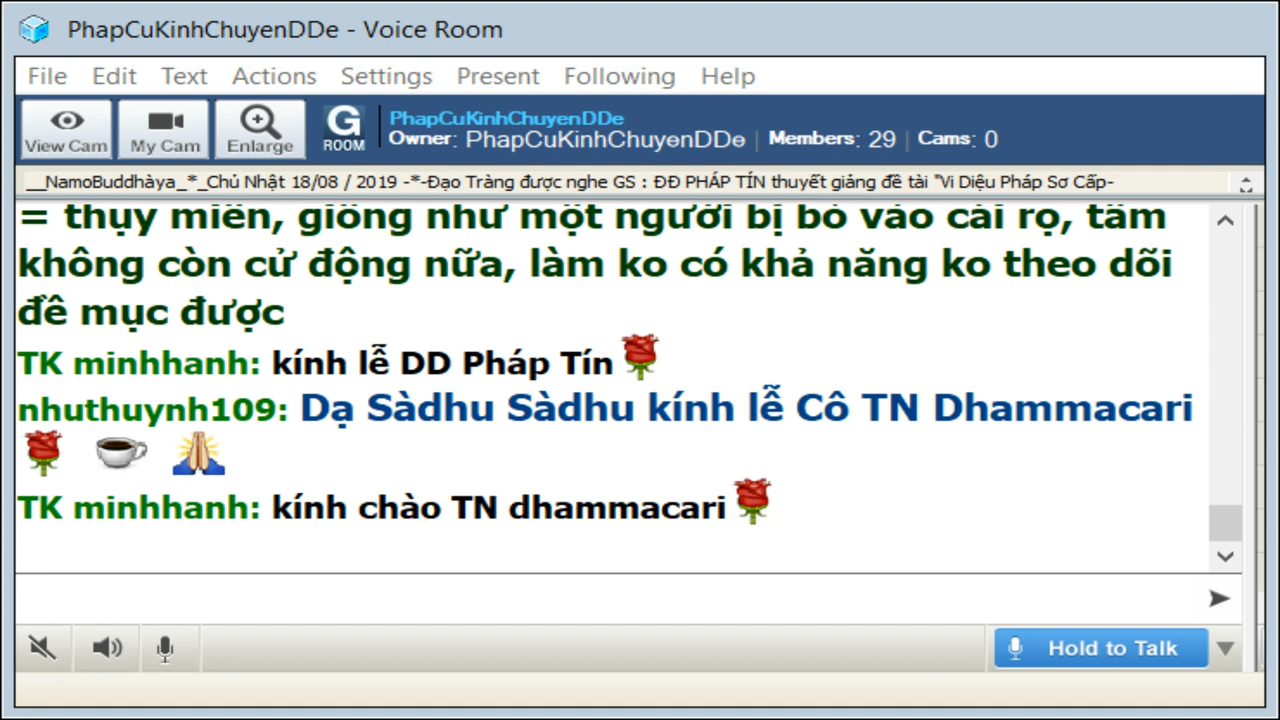 PhapCuKinhChuyenDDe - Voice Room
File Edit Text Actions Settings Present Following Help
View Cam My Cam Enlarge G ROOM
PhapCuKinhChuyenDDe
Owner: PhapCuKinhChuyenDDe | Members: 29 | Cams: 0
__NamoBuddhàya_*_Chủ Nhật 18/08 / 2019 -*-Đạo Tràng được nghe GS : ĐĐ PHÁP TÍN thuyết giảng đề tài "Vi Diệu Pháp Sơ Cấp-
= thụy miên, giống như một người bị bỏ vào cái rọ, tâm
không còn cử động nữa, làm ko có khả năng ko theo dõi
đề mục được
TK minhhanh: kính lễ DD Pháp Tín
nhuthuynh109: Dạ Sàdhu Sàdhu kính lễ Cô TN Dhammacari
TK minhhanh: kính chào TN dhammacari
Hold to Talk